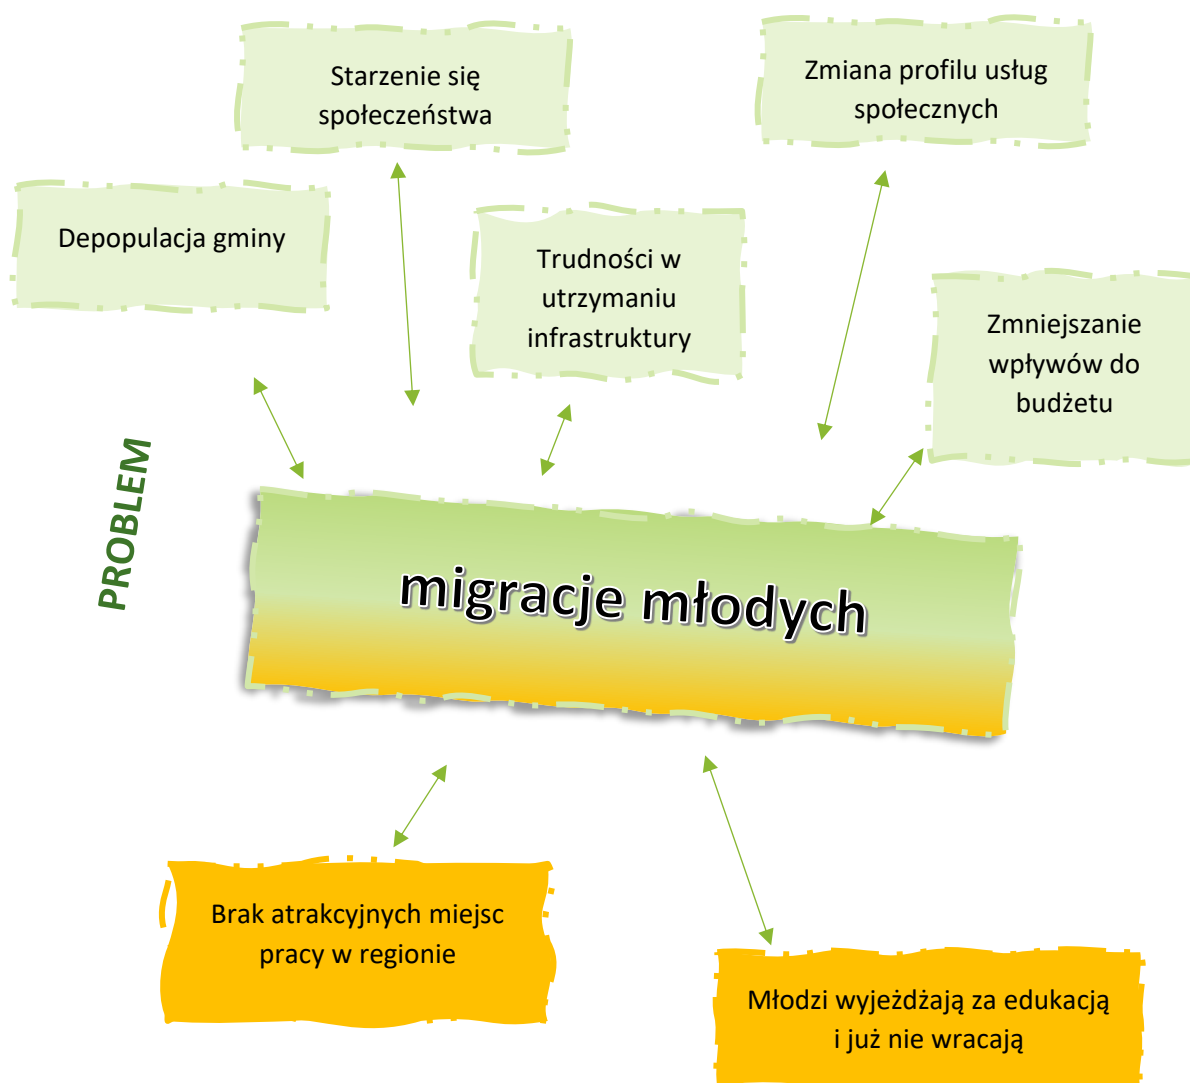 Starzenie się
społeczeństwa
Zmiana profilu usług
społecznych
Depopulacja gminy
Trudności w
utrzymaniu
infrastruktury
Zmniejszanie
wpływów do
budżetu
PROBLEM
migracje młodych
Brak atrakcyjnych miejsc
pracy w regionie
Młodzi wyjeżdżają za edukacją
i już nie wracają